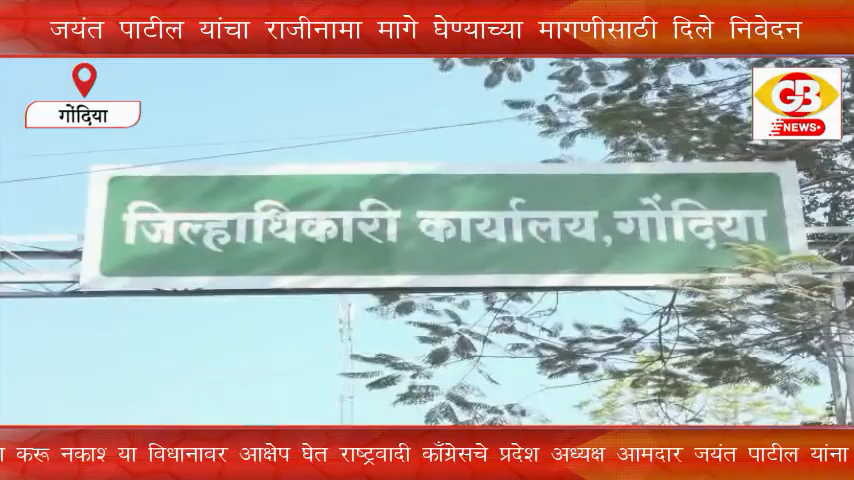 जयंत पाटील यांचा राजीनामा मागे घेण्याच्या मागणीसाठी दिले निवेदन
गोंदिया
GB
NEWS
जिल्हाधिकारी कार्यालय,गोंदिया
करू नकाश या विधानावर आक्षेप घेत राष्ट्रवादी काँग्रेसचे प्रदेश अध्यक्ष आमदार जयंत पाटील यांना